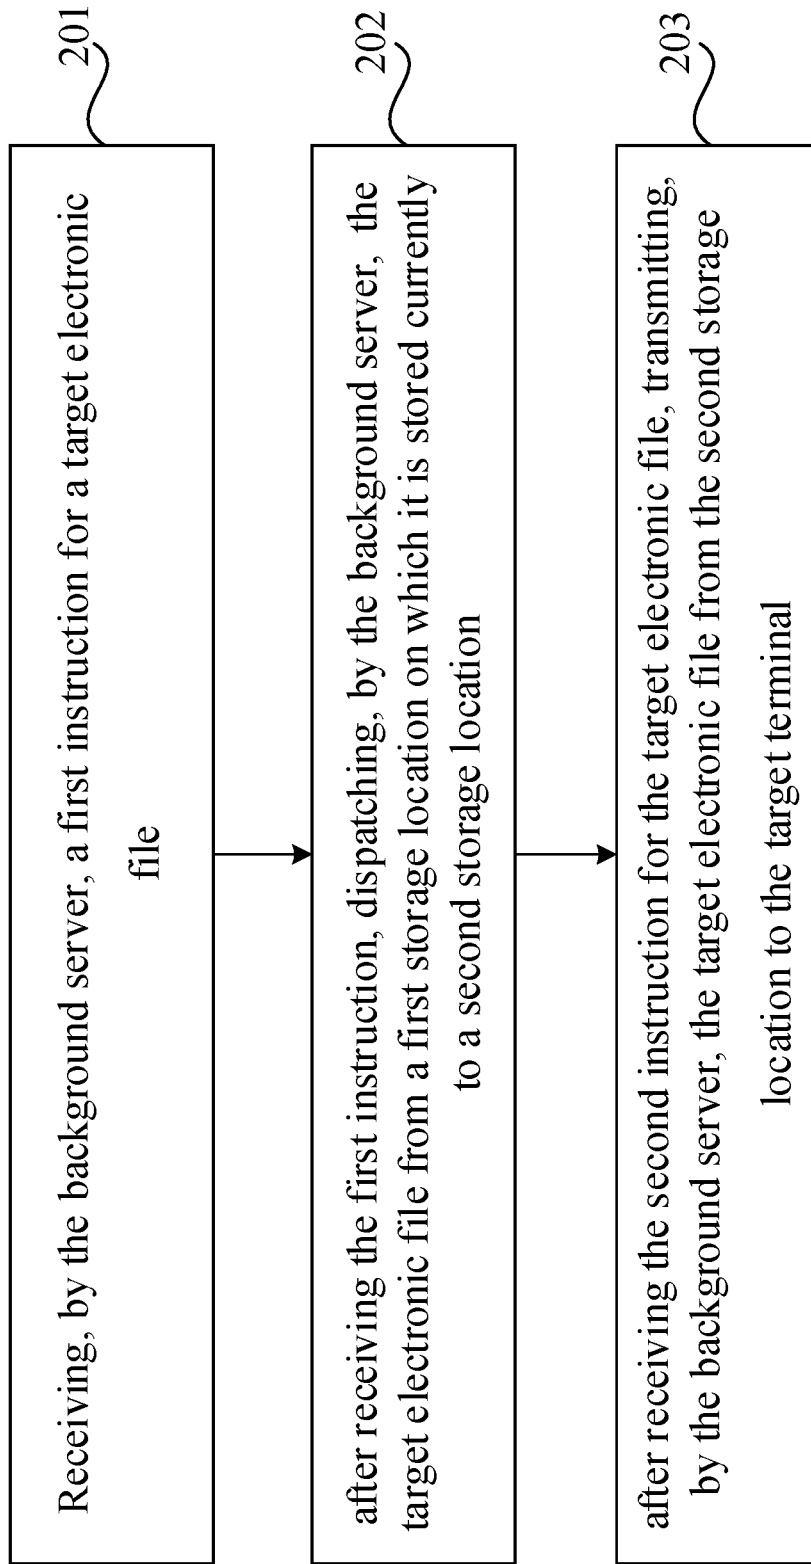 Receiving, by the background server, a first instruction for a target electronic
file
201
after receiving the first instruction, dispatching, by the background server, the
target electronic file from a first storage location on which it is stored currently
to a second storage location
202
after receiving the second instruction for the target electronic file, transmitting,
by the background server, the target electronic file from the second storage
location to the target terminal
203